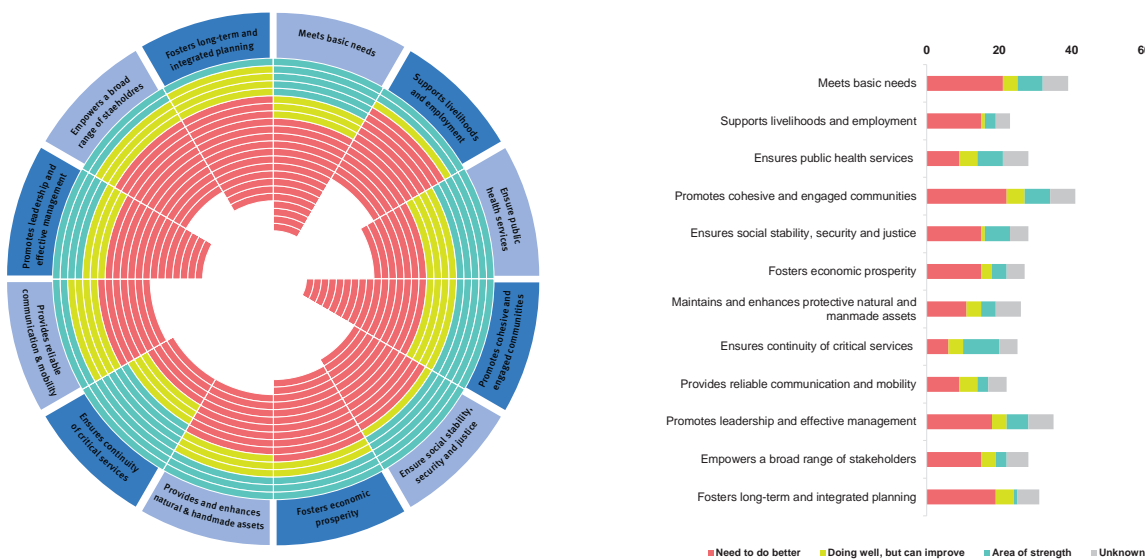 Fosters long-term and
integrated planning
Meets basic needs
Supports livelihoods
and employment
Ensure public
health services
Promotes cohesive and
engaged communitites
Ensure social stability,
security and justice
Fosters economic
prosperity
Provides and enhances
natural & handmade assets
Ensures continuity
of critical services
Provides reliable
communication & mobility
Promotes leadership and
effective management
Empowers a broad
range of staeholdres
0 20 40 60
Meets basic needs
Supports livelihoods and employment
Ensures public health services
Promotes cohesive and engaged communities
Ensures social stability, security and justice
Fosters economic prosperity
Maintains and enhances protective natural and
manmade assets
Ensures continuity of critical services
Provides reliable communication and mobility
Promotes leadership and effective management
Empowers a broad range of stakeholders
Fosters long-term and integrated planning
Need to do better Doing well, but can improve Area of strength Unknown